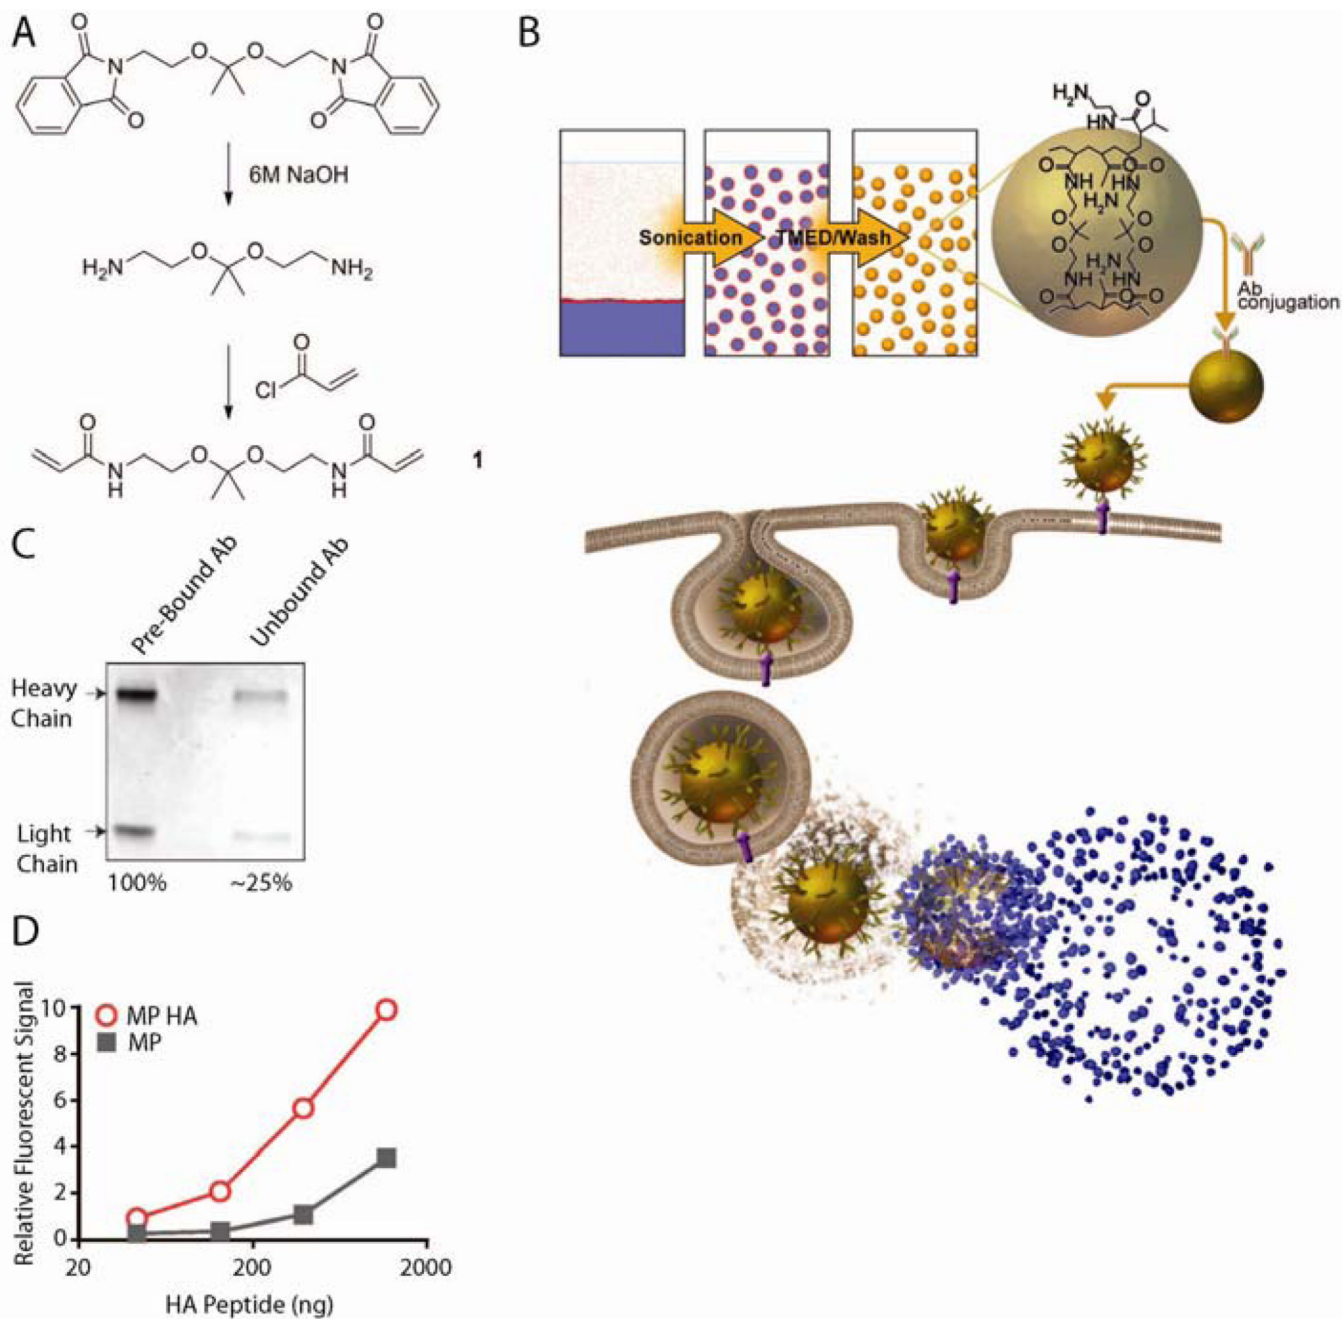 A
O
O
O
O
N
N
O
O
6M NaOH
H₂N
O
O
NH₂
O
Cl
O
O
O
O
N
H
N
H
1
B
Sonication
TMED/Wash
H₂N
O
HN
O
O
O
O
NH
HN
H₂N
O
O
O
O
H₂N
NH
HN
O
O
O
O
Ab
conjugation
C
Pre-Bound Ab
Unbound Ab
Heavy
Chain
Light
Chain
100%
~25%
D
Relative Fluorescent Signal
10
8
6
4
2
0
MP HA
MP
20
200
2000
HA Peptide (ng)